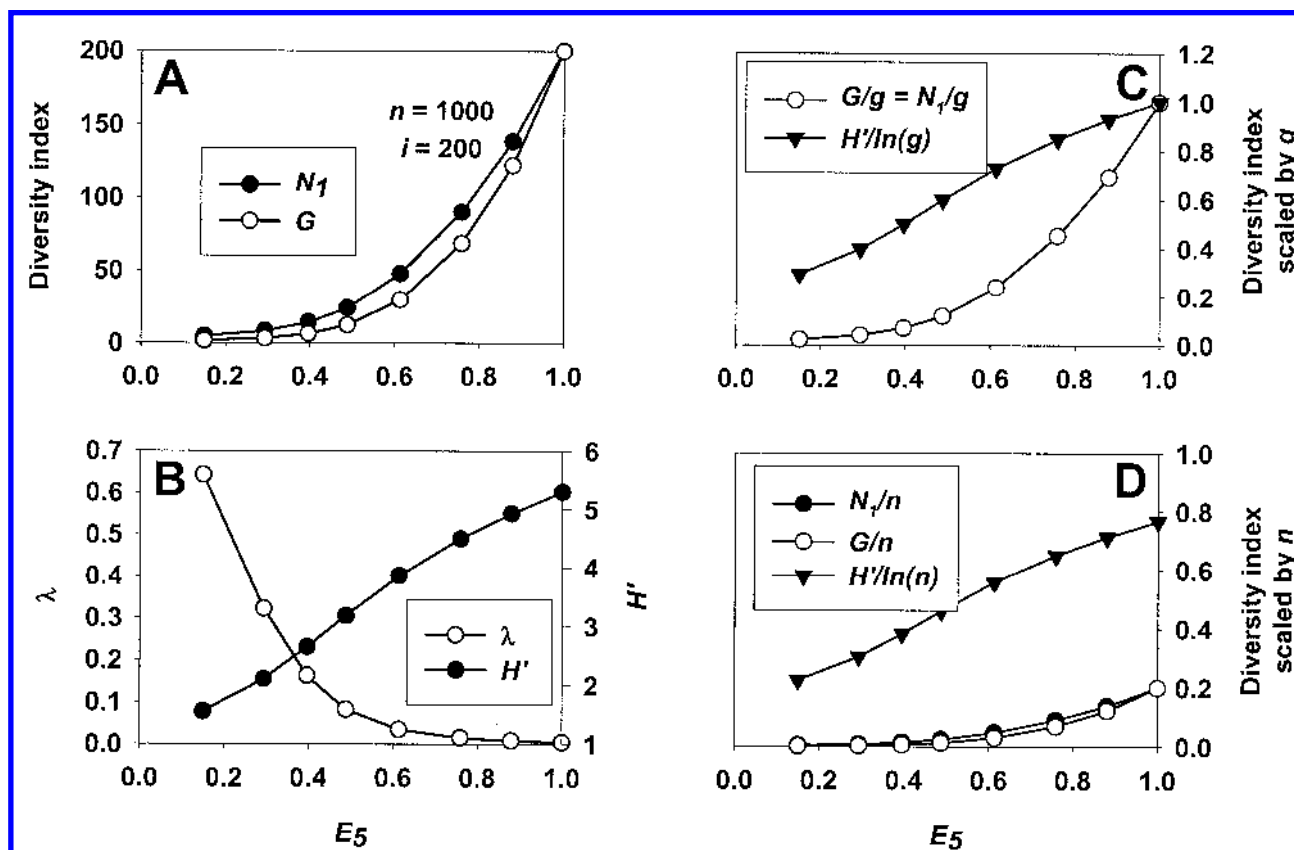 A
200
150
100
50
0
Diversity index
n = 1000
i = 200
N1
G
0.0 0.2 0.4 0.6 0.8 1.0
C
G/g = N1/g
H'/ln(g)
1.2
1.0
0.8
0.6
0.4
0.2
0.0
Diversity index
scaled by g
0.0 0.2 0.4 0.6 0.8 1.0
B
0.7
0.6
0.5
0.4
0.3
0.2
0.1
0.0
λ
λ
H'
6
5
4
3
2
1
H'
0.0 0.2 0.4 0.6 0.8 1.0
E5
D
N1/n
G/n
H'/ln(n)
1.0
0.8
0.6
0.4
0.2
0.0
Diversity index
scaled by n
0.0 0.2 0.4 0.6 0.8 1.0
E5